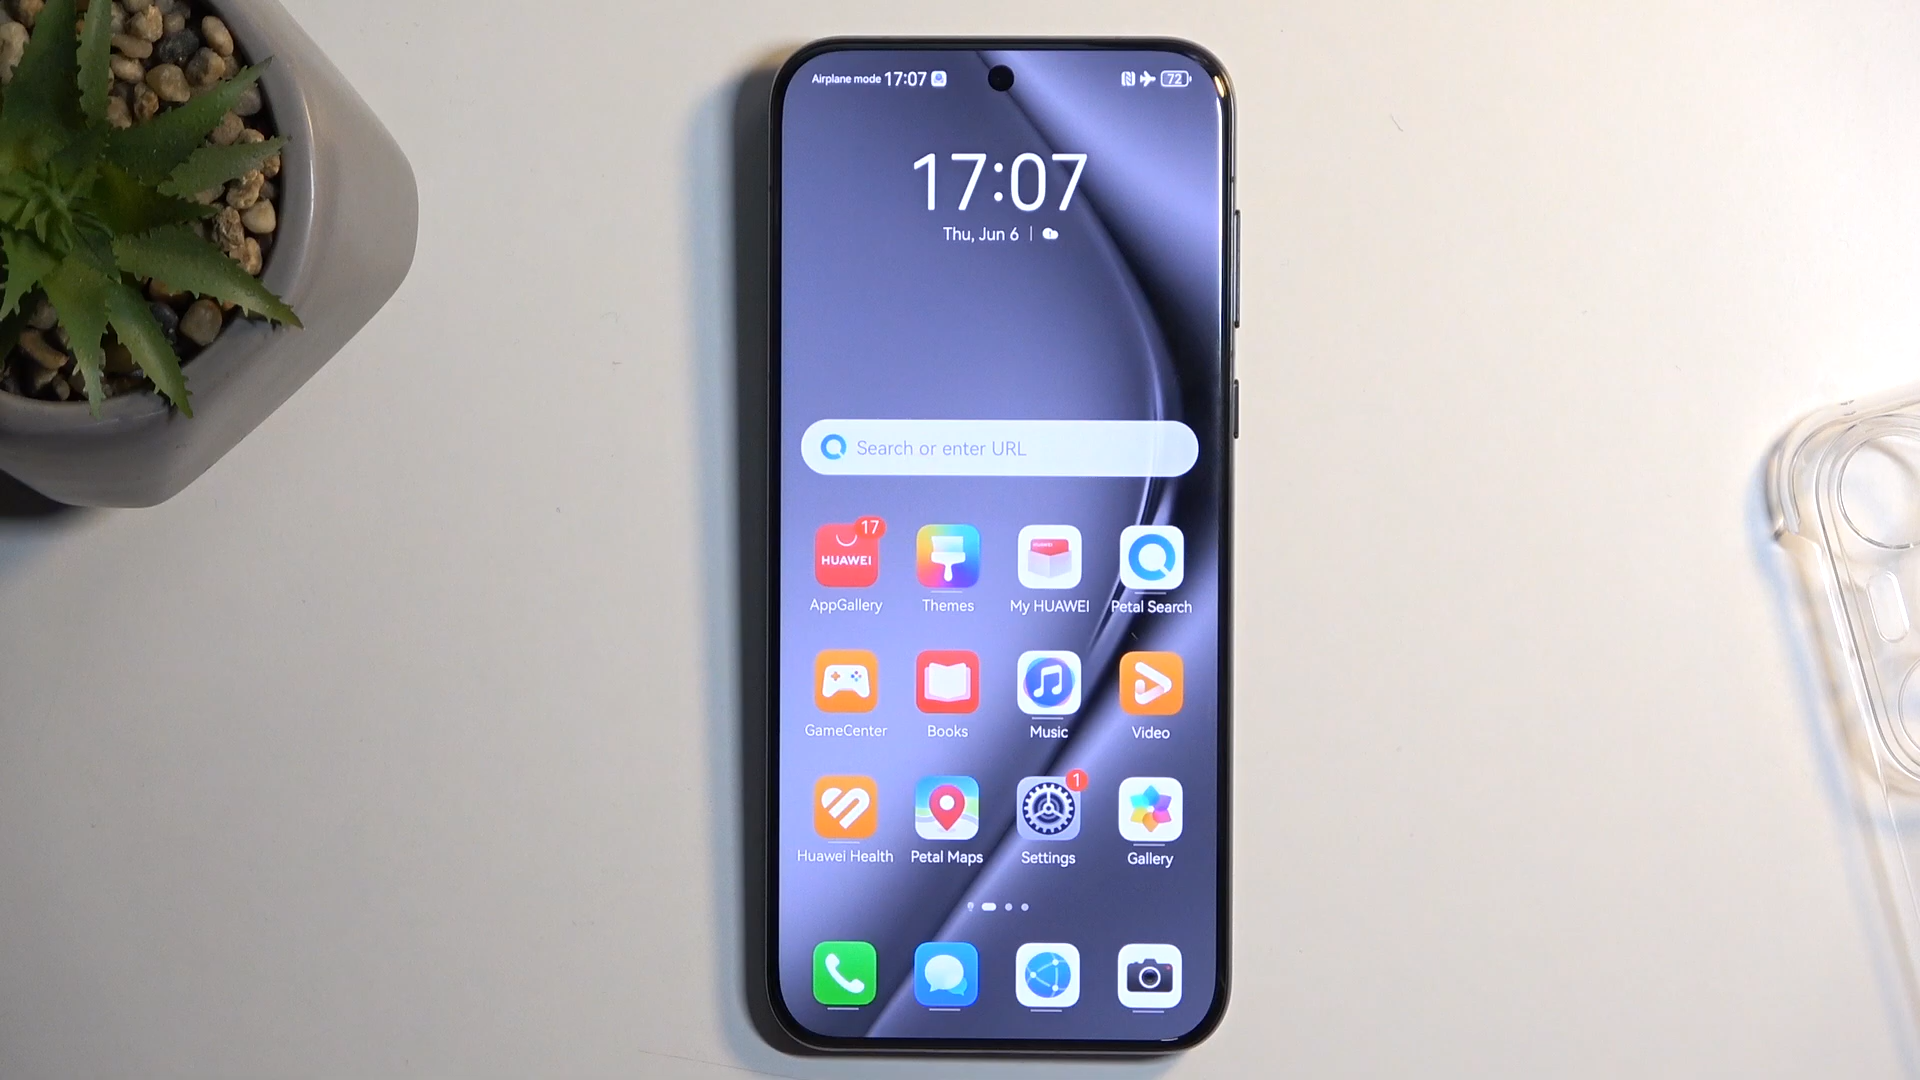 Airplane mode 17:07 72
17:07
Thu, Jun 6
Search or enter URL
17
HUAWEI HUAWEI
AppGallery Themes My HUAWEI Petal Search
GameCenter Books Music Video
1
Huawei Health Petal Maps Settings Gallery